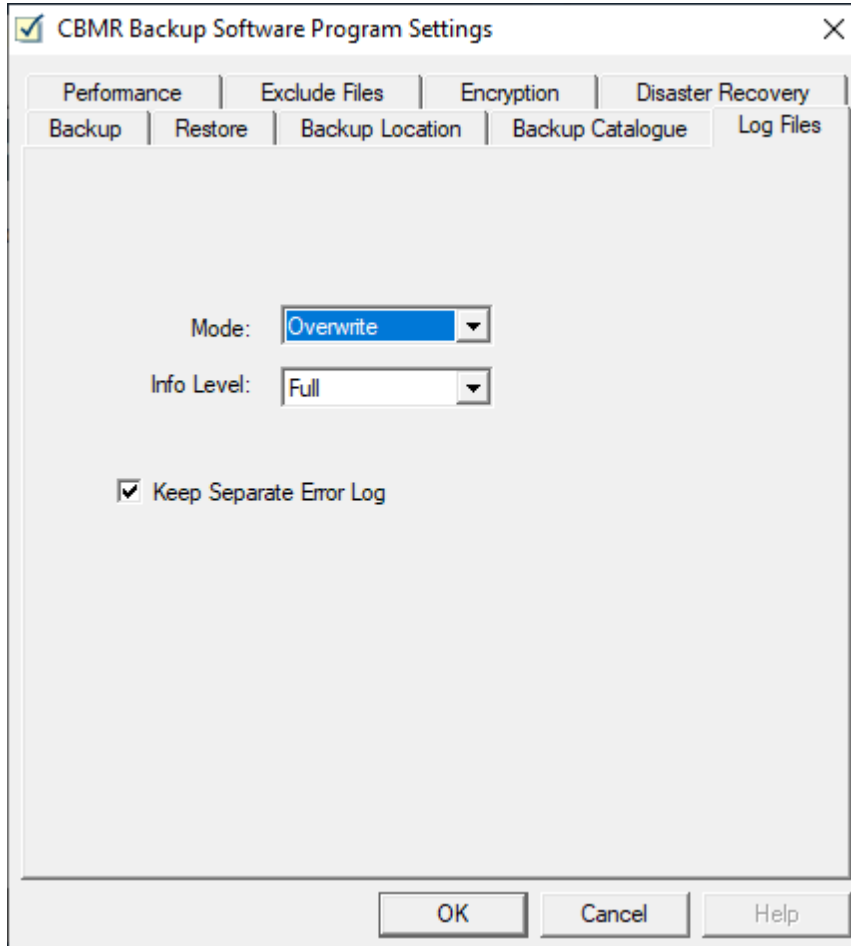 CBMR Backup Software Program Settings
Performance Exclude Files Encryption Disaster Recovery
Backup Restore Backup Location Backup Catalogue Log Files
Mode: Overwrite
Info Level: Full
Keep Separate Error Log
OK Cancel Help